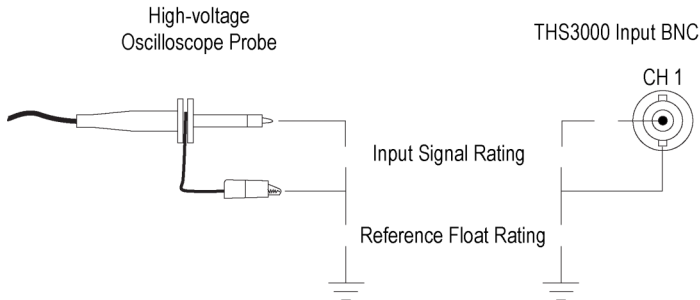 High-voltage
Oscilloscope Probe
THS3000 Input BNC
CH 1
Input Signal Rating
Reference Float Rating